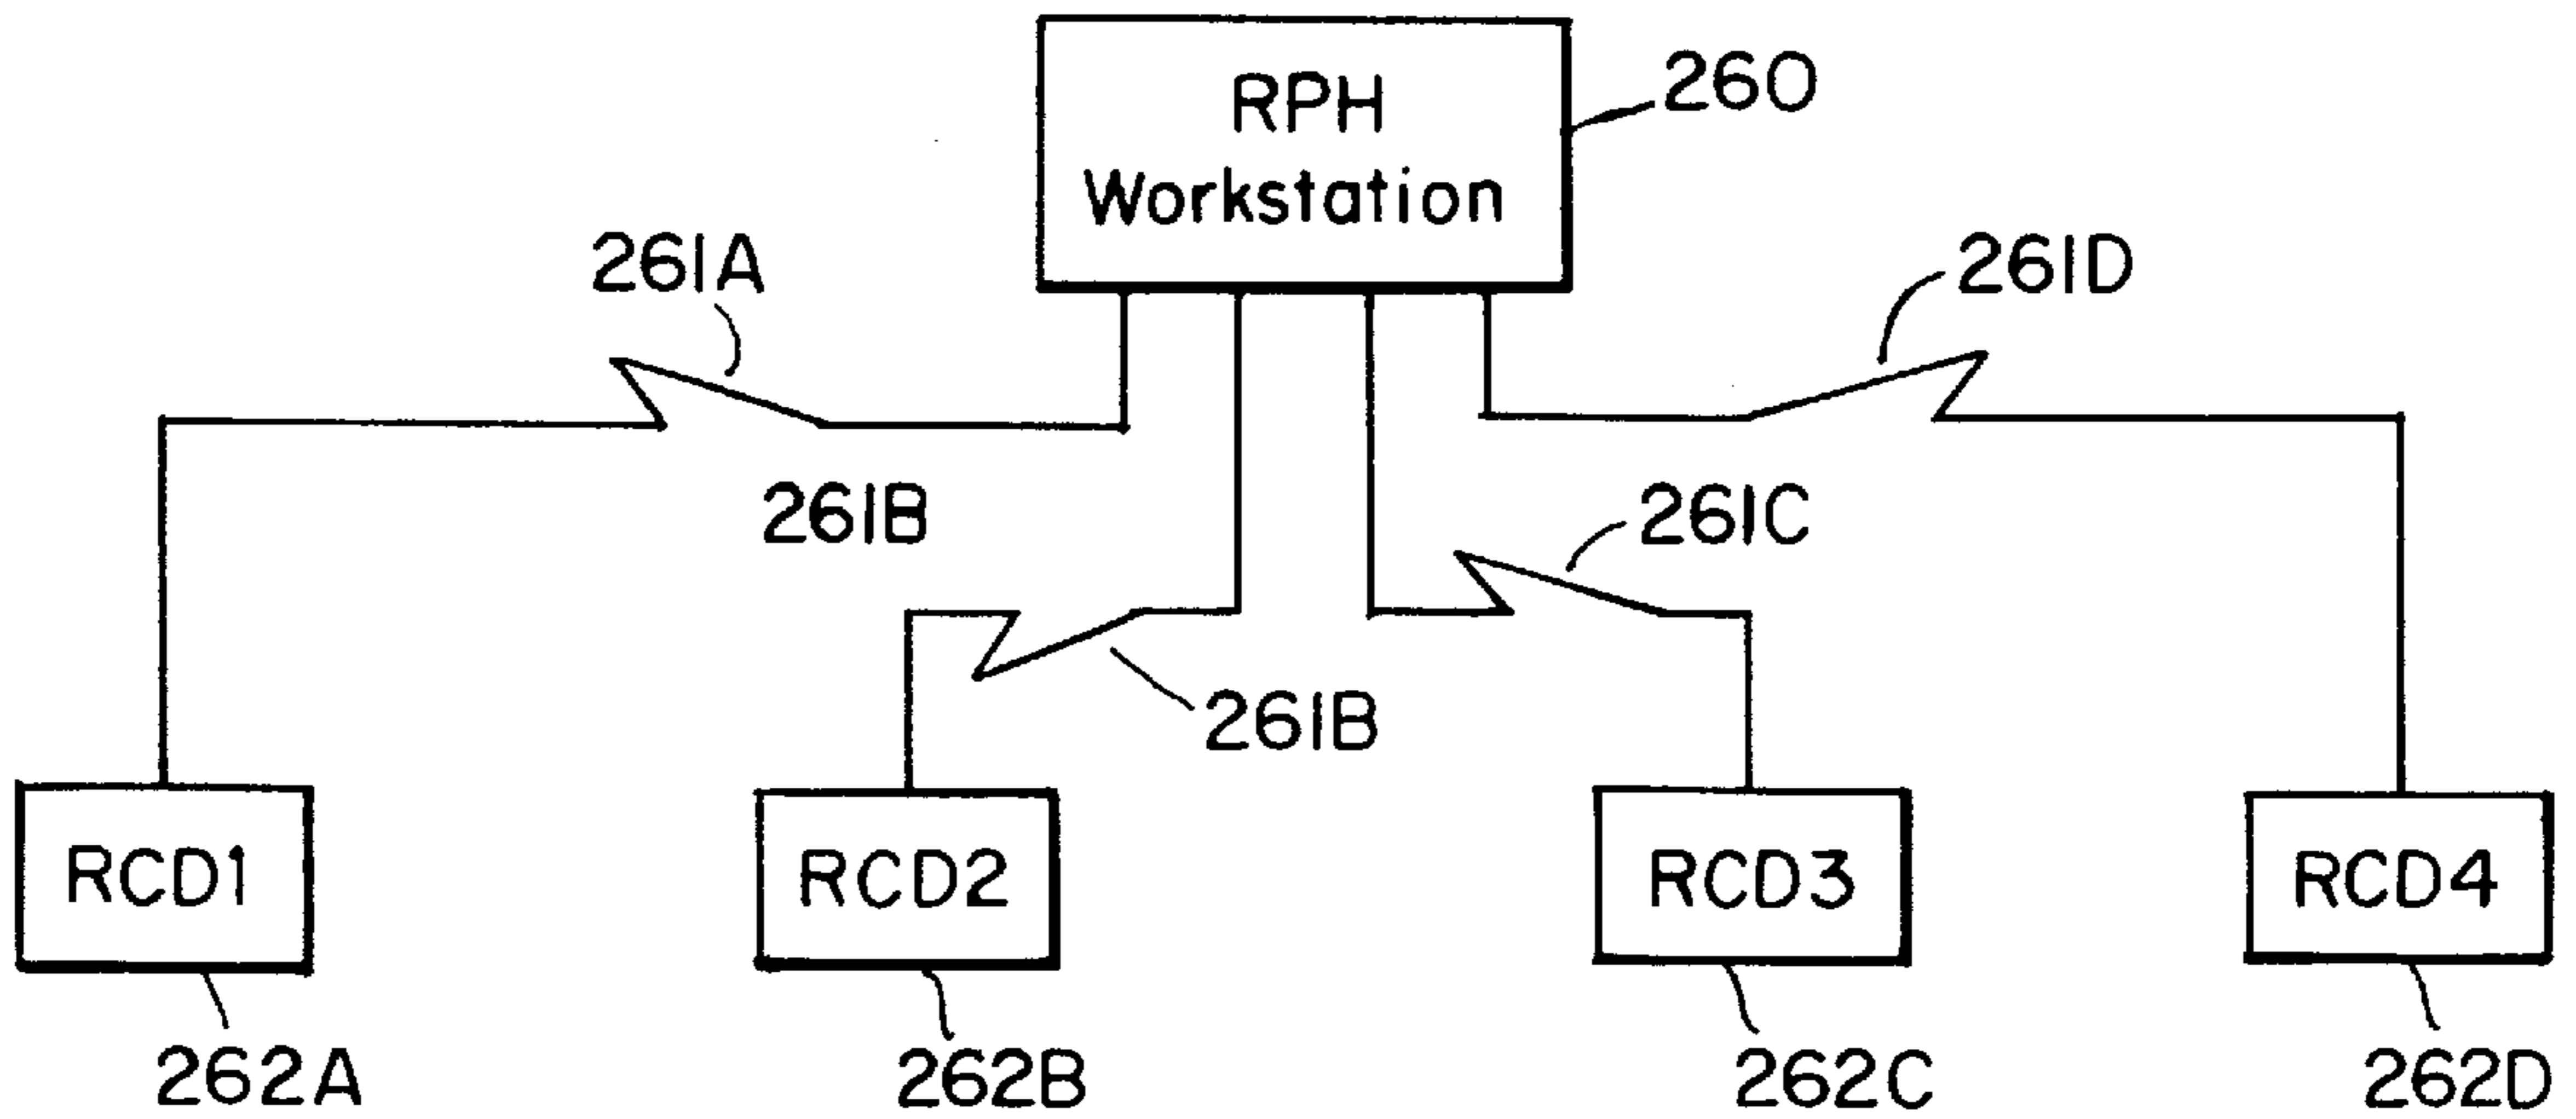 RPH
Workstation
260
261A
261D
261B
261C
261B
RCD1
RCD2
RCD3
RCD4
262A
262B
262C
262D